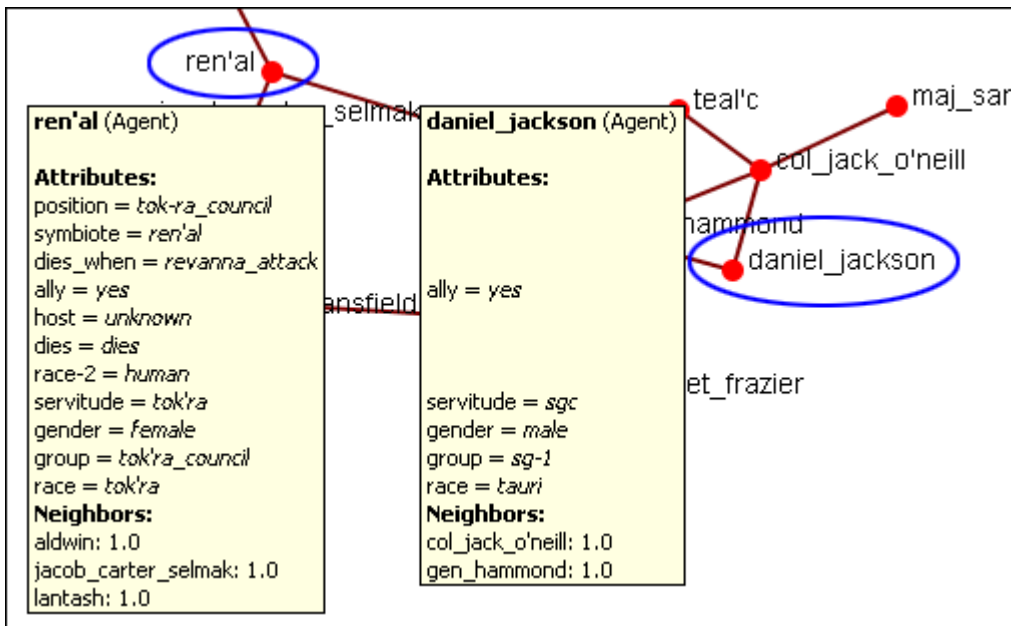 ren'al
_selmak
teal'c
maj_sar
col_jack_o'neill
hammond
daniel_jackson
ansfield
et_frazier
ren'al (Agent)
Attributes:
position = tok-ra_council
symbiote = ren'al
dies_when = revanna_attack
ally = yes
host = unknown
dies = dies
race-2 = human
servitude = tok'ra
gender = female
group = tok'ra_council
race = tok'ra
Neighbors:
aldwin: 1.0
jacob_carter_selmak: 1.0
lantash: 1.0
daniel_jackson (Agent)
Attributes:
ally = yes
servitude = sgc
gender = male
group = sg-1
race = tauri
Neighbors:
col_jack_o'neill: 1.0
gen_hammond: 1.0